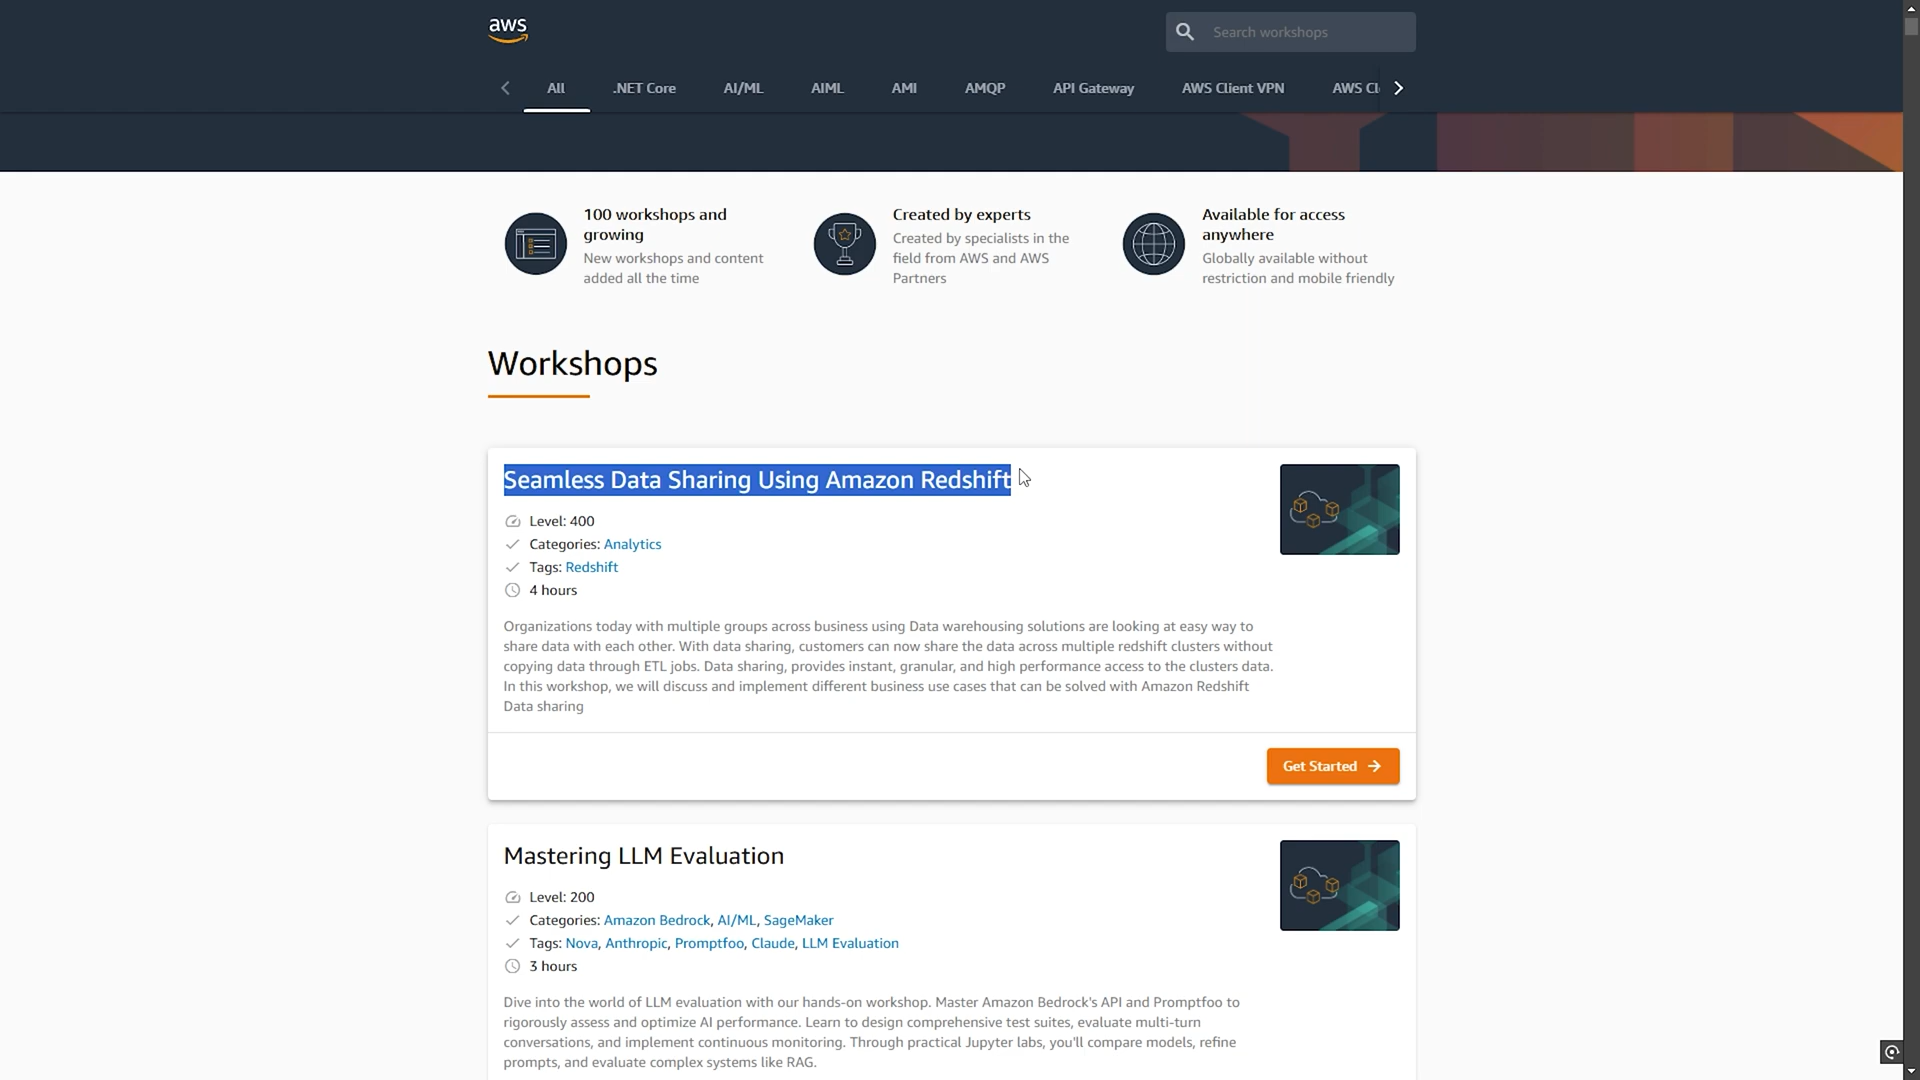 aws
Search workshops
All .NET Core AI/ML AIML AMI AMQP API Gateway AWS Client VPN AWS Cl
100 workshops and
growing
New workshops and content
added all the time
Created by experts
Created by specialists in the
field from AWS and AWS
Partners
Available for access
anywhere
Globally available without
restriction and mobile friendly
Workshops
Seamless Data Sharing Using Amazon Redshift
Level: 400
Categories: Analytics
Tags: Redshift
4 hours
Organizations today with multiple groups across business using Data warehousing solutions are looking at easy way to
share data with each other. With data sharing, customers can now share the data across multiple redshift clusters without
copying data through ETL jobs. Data sharing, provides instant, granular, and high performance access to the clusters data.
In this workshop, we will discuss and implement different business use cases that can be solved with Amazon Redshift
Data sharing
Get Started
Mastering LLM Evaluation
Level: 200
Categories: Amazon Bedrock, AI/ML, SageMaker
Tags: Nova, Anthropic, Promptfoo, Claude, LLM Evaluation
3 hours
Dive into the world of LLM evaluation with our hands-on workshop. Master Amazon Bedrock's API and Promptfoo to
rigorously assess and optimize AI performance. Learn to design comprehensive test suites, evaluate multi-turn
conversations, and implement continuous monitoring. Through practical Jupyter labs, you'll compare models, refine
prompts, and evaluate complex systems like RAG.